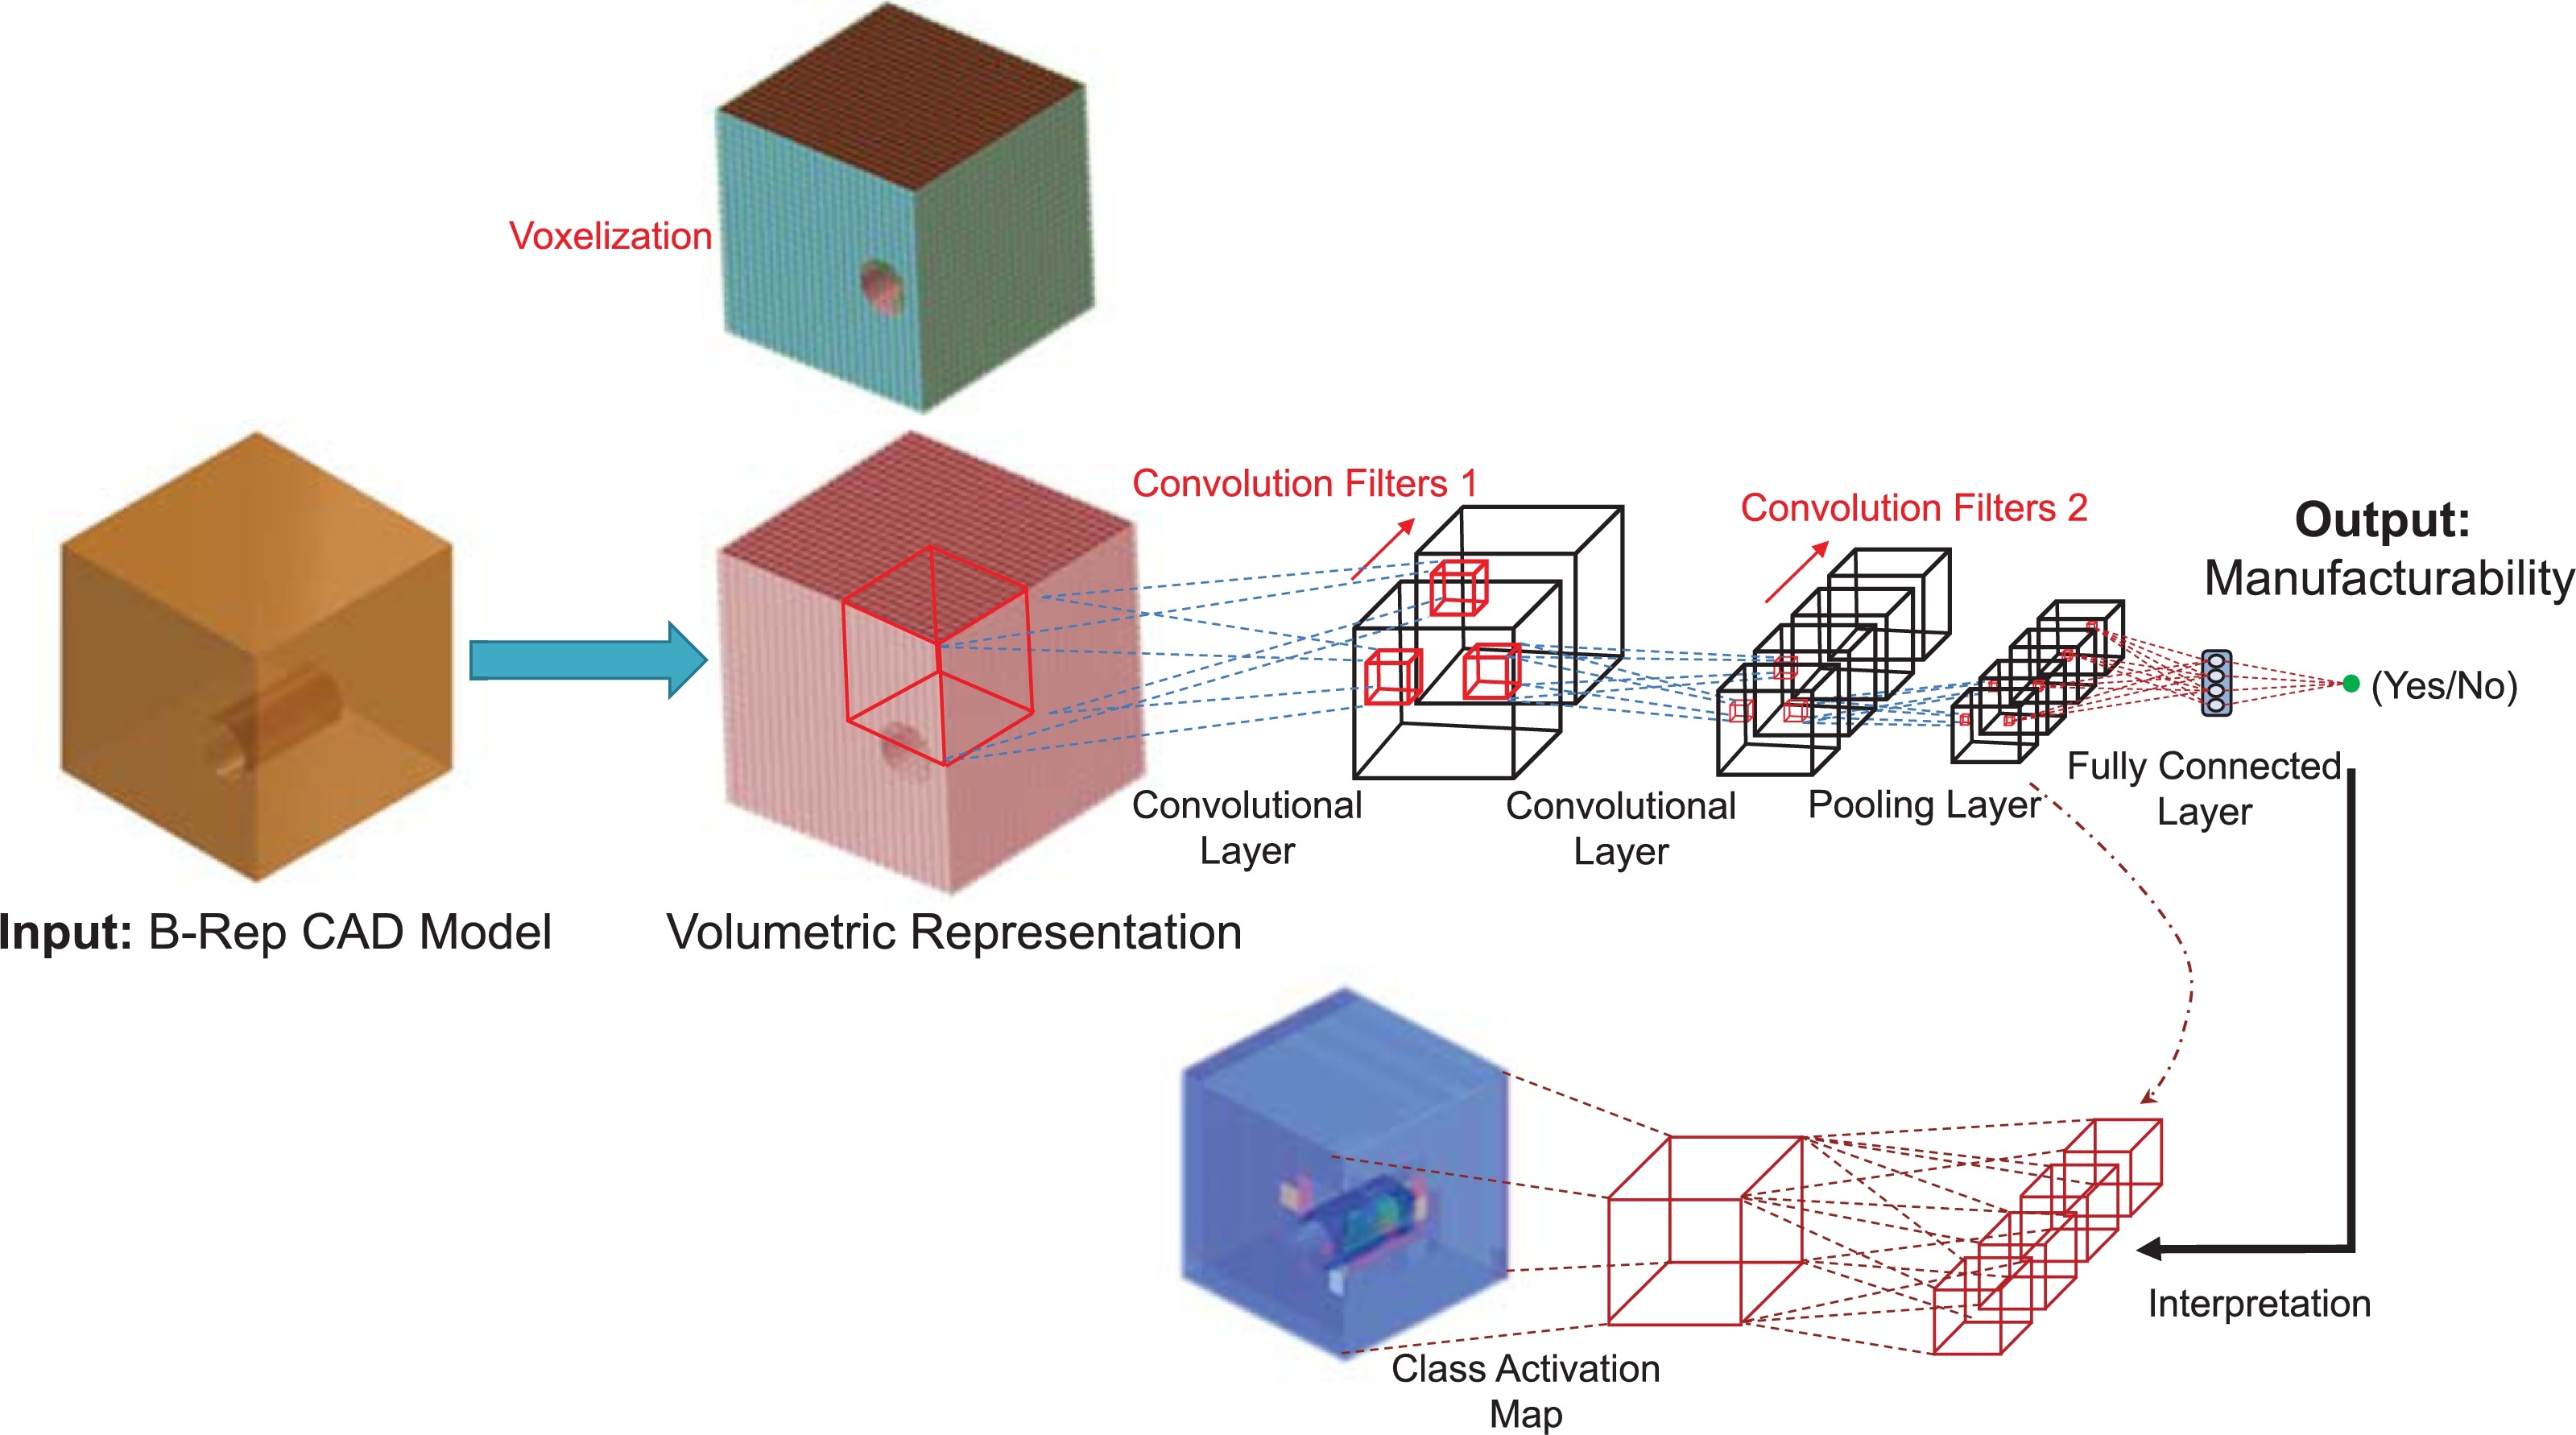 Voxelization
Convolution Filters 1
Convolution Filters 2
Output:
Manufacturability
(Yes/No)
Convolutional
Layer
Convolutional
Layer
Pooling Layer
Fully Connected
Layer
Input: B-Rep CAD Model
Volumetric Representation
Interpretation
Class Activation
Map